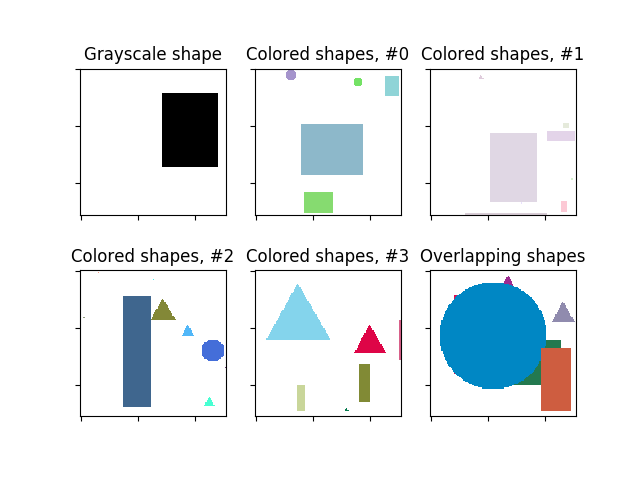 Grayscale shape
Colored shapes, #0
Colored shapes, #1
Colored shapes, #2
Colored shapes, #3
Overlapping shapes